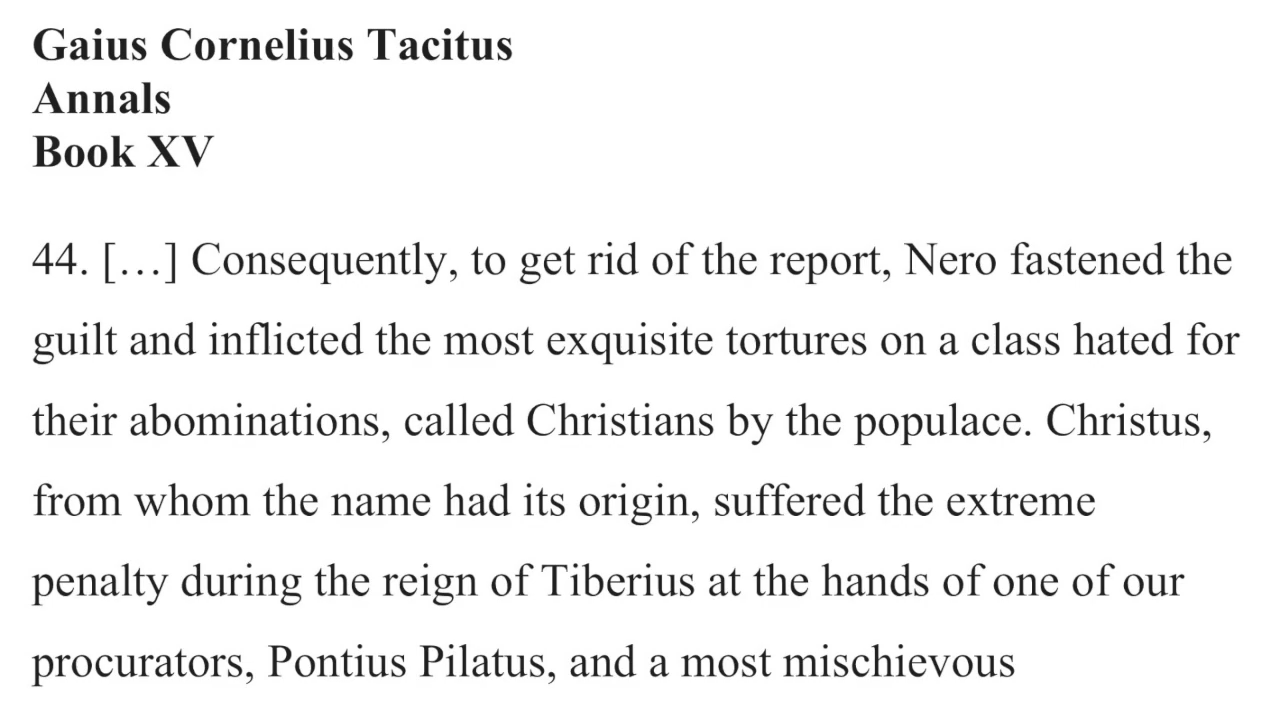 Gaius Cornelius Tacitus
Annals
Book XV
44. […] Consequently, to get rid of the report, Nero fastened the
guilt and inflicted the most exquisite tortures on a class hated for
their abominations, called Christians by the populace. Christus,
from whom the name had its origin, suffered the extreme
penalty during the reign of Tiberius at the hands of one of our
procurators, Pontius Pilatus, and a most mischievous